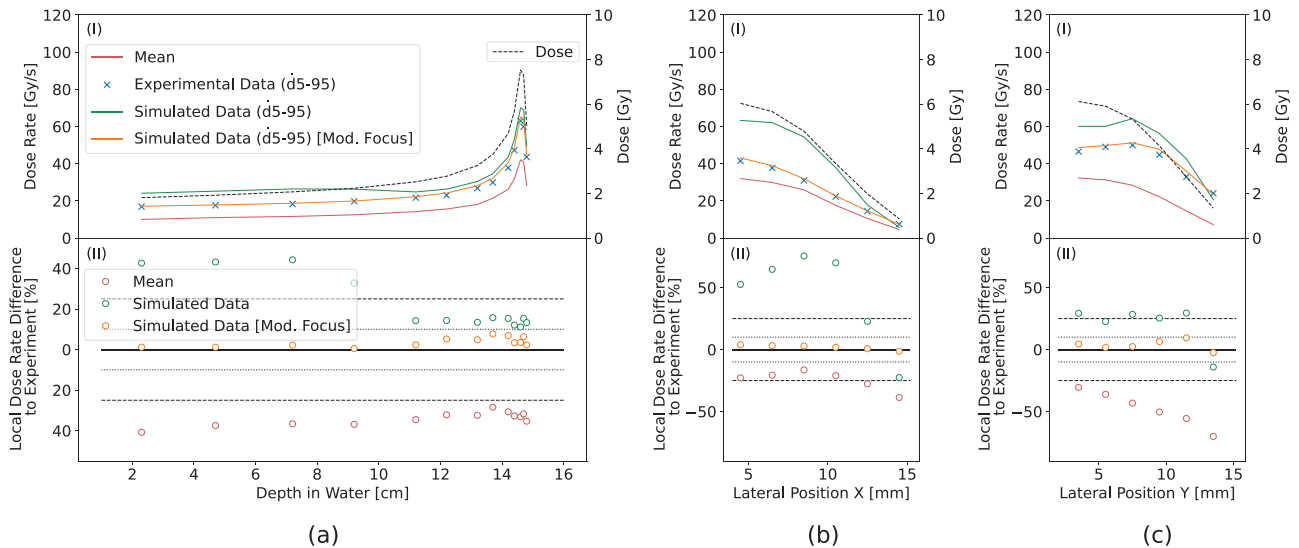 (I)
Mean
Experimental Data (ḋ5-95)
Simulated Data (ḋ5-95)
Simulated Data (ḋ5-95) [Mod. Focus]
Dose
Dose Rate [Gy/s]
120
100
80
60
40
20
0
Dose [Gy]
10
8
6
4
2
0
(II)
Mean
Simulated Data
Simulated Data [Mod. Focus]
Local Dose Rate Difference
to Experiment [%]
40
20
0
20
40
2
4
6
8
10
12
14
16
Depth in Water [cm]
(a)
(I)
Dose Rate [Gy/s]
120
100
80
60
40
20
0
Dose [Gy]
10
8
6
4
2
0
(II)
Local Dose Rate Difference
to Experiment [%]
50
0
−50
5
10
15
Lateral Position X [mm]
(b)
(I)
Dose Rate [Gy/s]
120
100
80
60
40
20
0
Dose [Gy]
10
8
6
4
2
0
(II)
Local Dose Rate Difference
to Experiment [%]
50
0
−50
5
10
15
Lateral Position Y [mm]
(c)